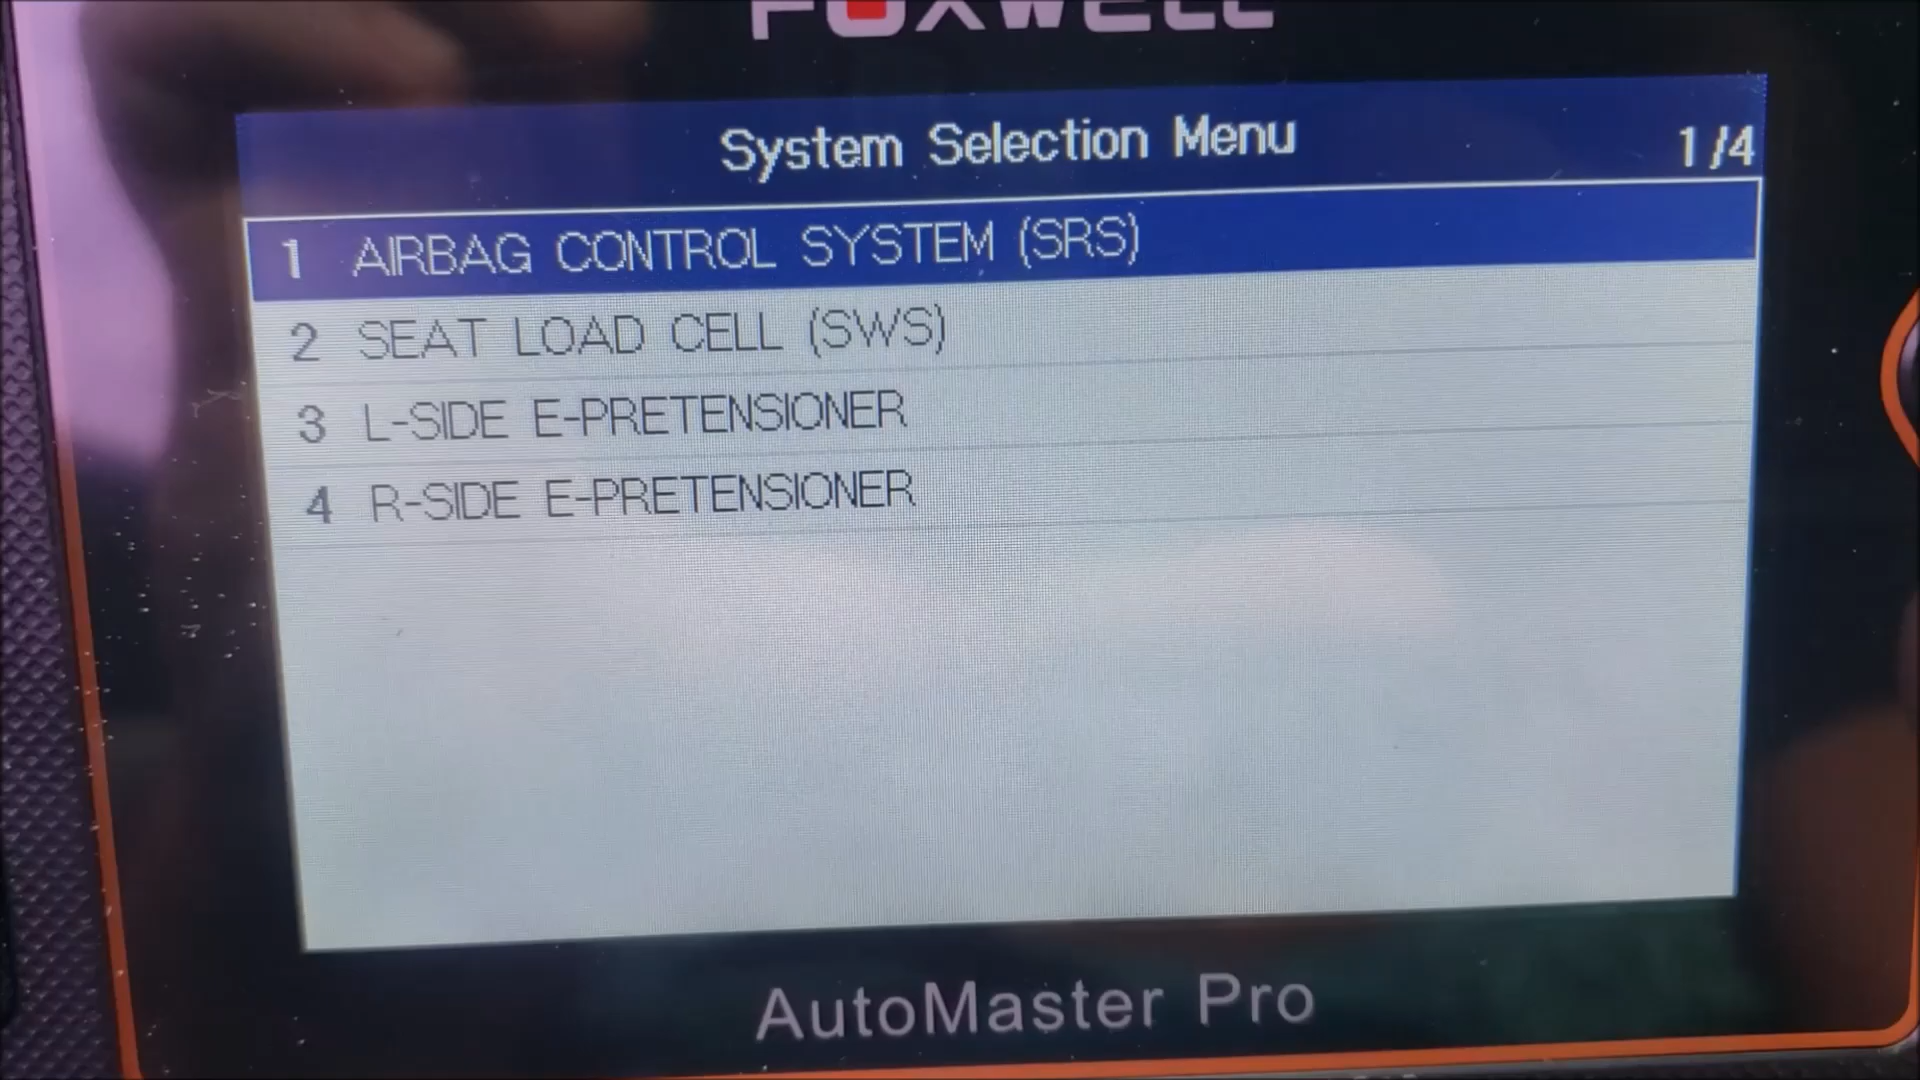 FOXWELL
System Selection Menu 1/4
1 AIRBAG CONTROL SYSTEM (SRS)
2 SEAT LOAD CELL (SWS)
3 L-SIDE E-PRETENSIONER
4 R-SIDE E-PRETENSIONER
AutoMaster Pro